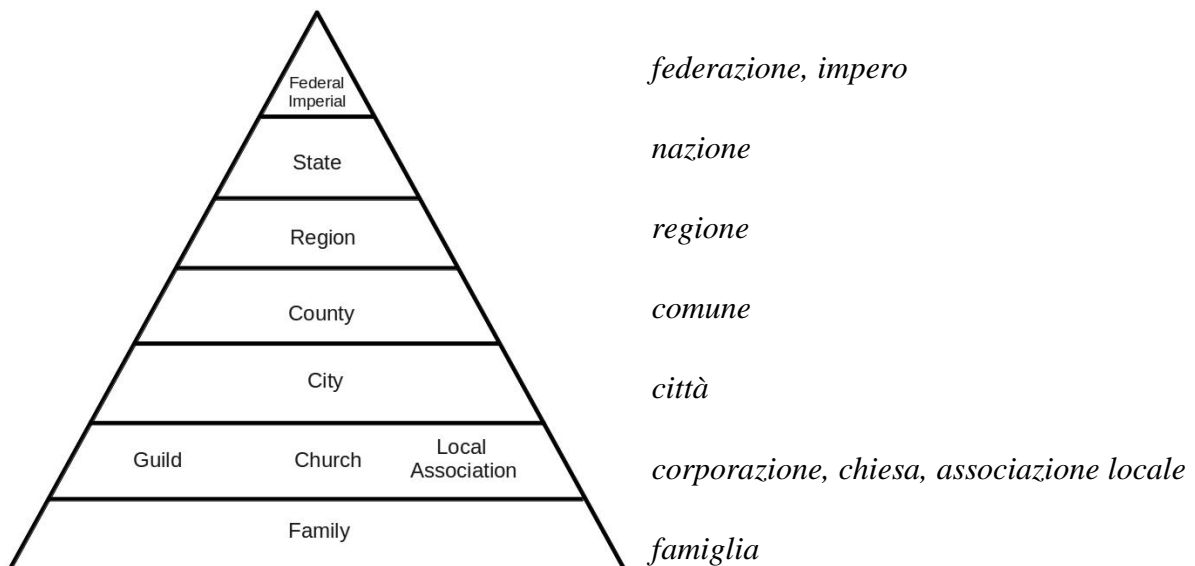 Federal
Imperial
federazione, impero
State
nazione
Region
regione
County
comune
City
città
Guild Church Local Association
corporazione, chiesa, associazione locale
Family
famiglia